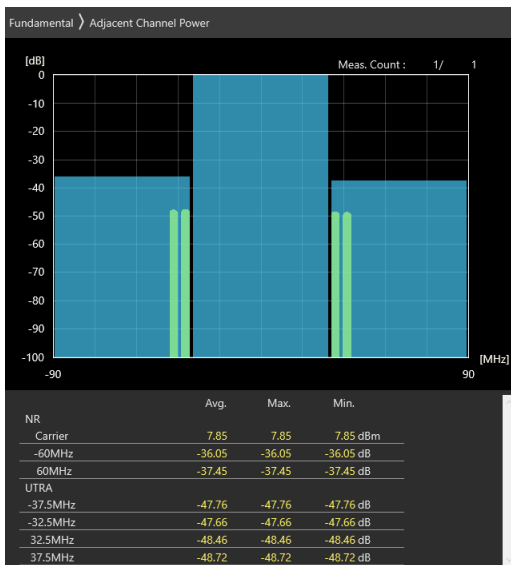 Fundamental 〉 Adjacent Channel Power
[dB]
Meas. Count : 1/ 1
0
-10
-20
-30
-40
-50
-60
-70
-80
-90
-100
[MHz]
-90 90
Avg. Max. Min.
NR
Carrier 7.85 7.85 7.85 dBm
-60MHz -36.05 -36.05 -36.05 dB
60MHz -37.45 -37.45 -37.45 dB
UTRA
-37.5MHz -47.76 -47.76 -47.76 dB
-32.5MHz -47.66 -47.66 -47.66 dB
32.5MHz -48.46 -48.46 -48.46 dB
37.5MHz -48.72 -48.72 -48.72 dB